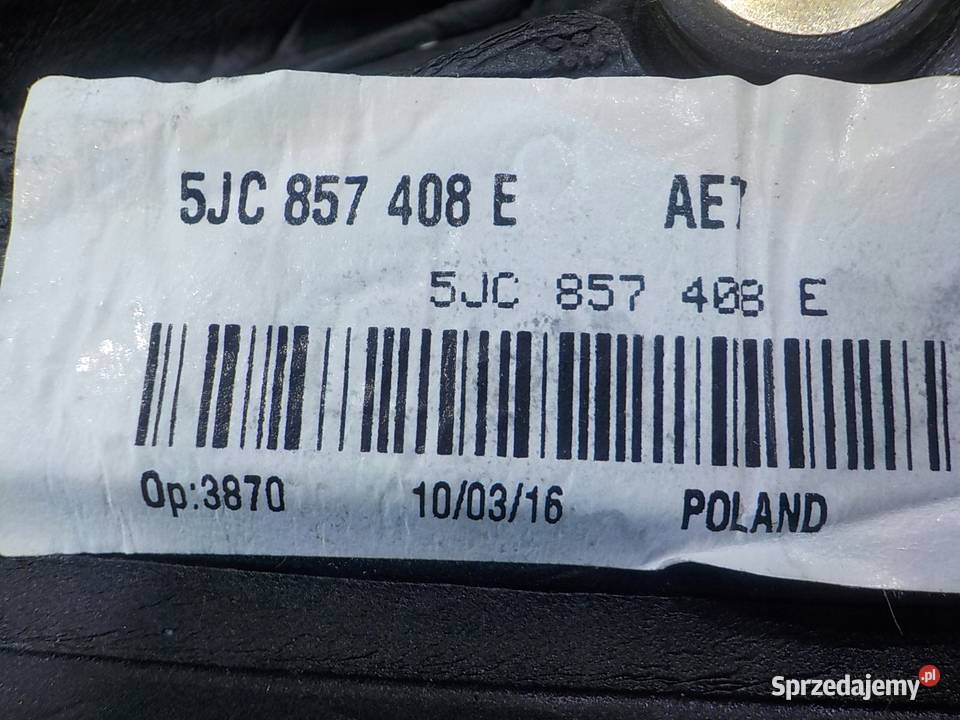 5JC 857 408 E AE7
5JC 857 408 E
Op:3870 10/03/16 POLAND
Sprzedajemy .pl